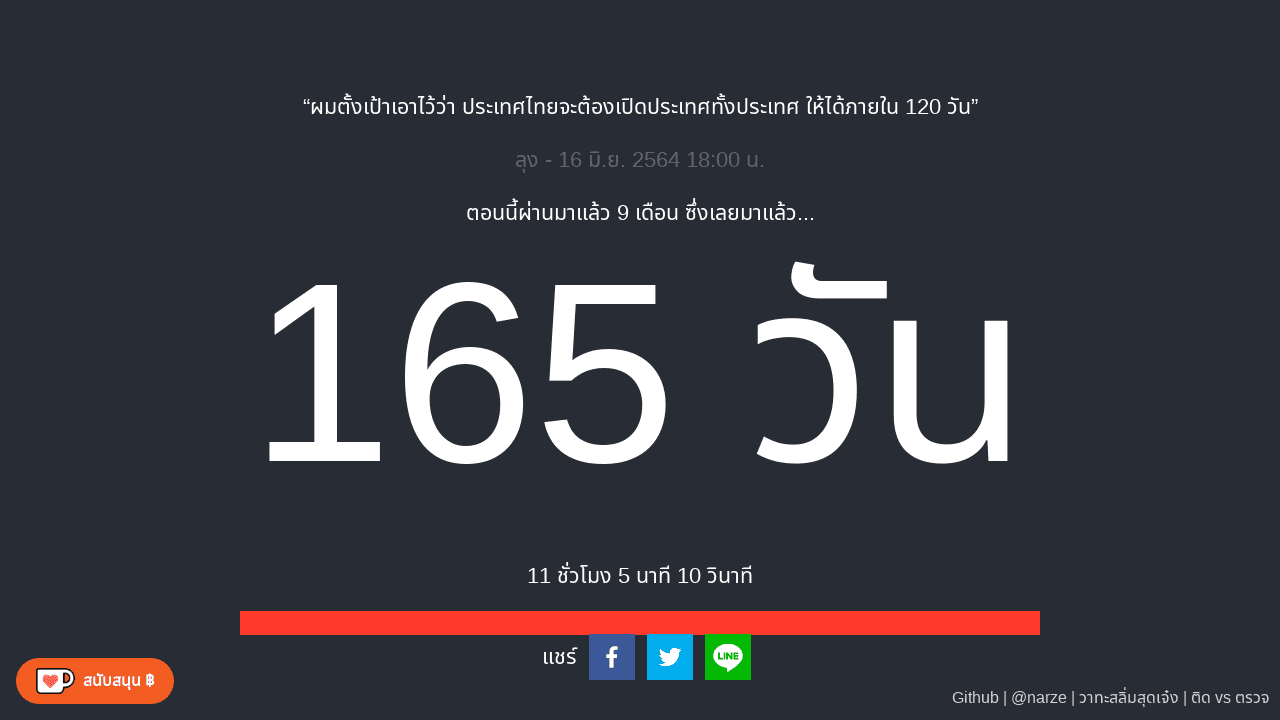 “ผมตั้งเป้าเอาไว้ว่า ประเทศไทยจะต้องเปิดประเทศทั้งประเทศ ให้ได้ภายใน 120 วัน”
ลุง - 16 มิ.ย. 2564 18:00 น.
ตอนนี้ผ่านมาแล้ว 9 เดือน ซึ่งเลยมาแล้ว...
165 วัน
11 ชั่วโมง 5 นาที 10 วินาที
แชร์
LINE
สนับสนุน ฿
Github | @narze | วาทะสลิ่มสุดเจ๋ง | ติด vs ตรวจ